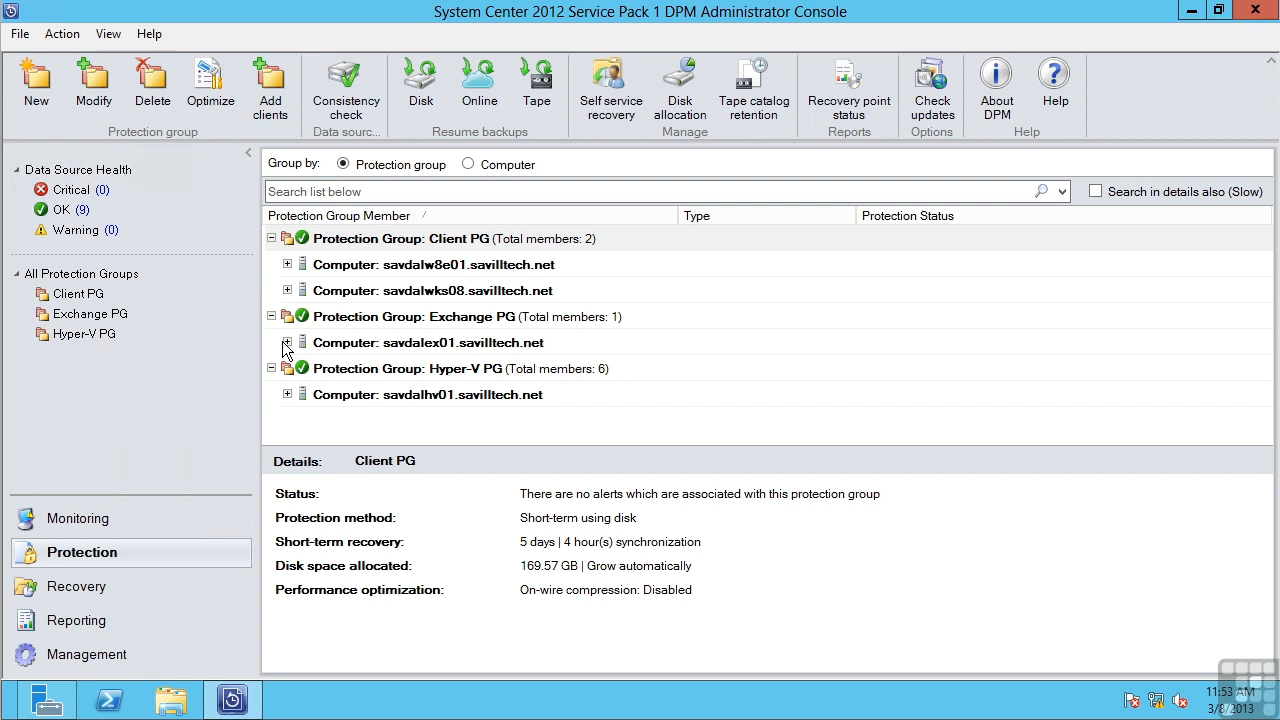 System Center 2012 Service Pack 1 DPM Administrator Console
File Action View Help
New Modify Delete Optimize Add clients Consistency check Disk Online Tape Self service recovery Disk allocation Tape catalog retention Recovery point status Check updates About DPM Help
Protection group Data sourc... Resume backups Manage Reports Options Help
Data Source Health
Critical (0)
OK (9)
Warning (0)
All Protection Groups
Client PG
Exchange PG
Hyper-V PG
Monitoring
Protection
Recovery
Reporting
Management
Group by: Protection group Computer
Search list below Search in details also (Slow)
Protection Group Member Type Protection Status
Protection Group: Client PG (Total members: 2)
Computer: savdalw8e01.savilltech.net
Computer: savdalwks08.savilltech.net
Protection Group: Exchange PG (Total members: 1)
Computer: savdalex01.savilltech.net
Protection Group: Hyper-V PG (Total members: 6)
Computer: savdalhv01.savilltech.net
Details: Client PG
Status: There are no alerts which are associated with this protection group
Protection method: Short-term using disk
Short-term recovery: 5 days | 4 hour(s) synchronization
Disk space allocated: 169.57 GB | Grow automatically
Performance optimization: On-wire compression: Disabled
11:53 AM
3/8/2013